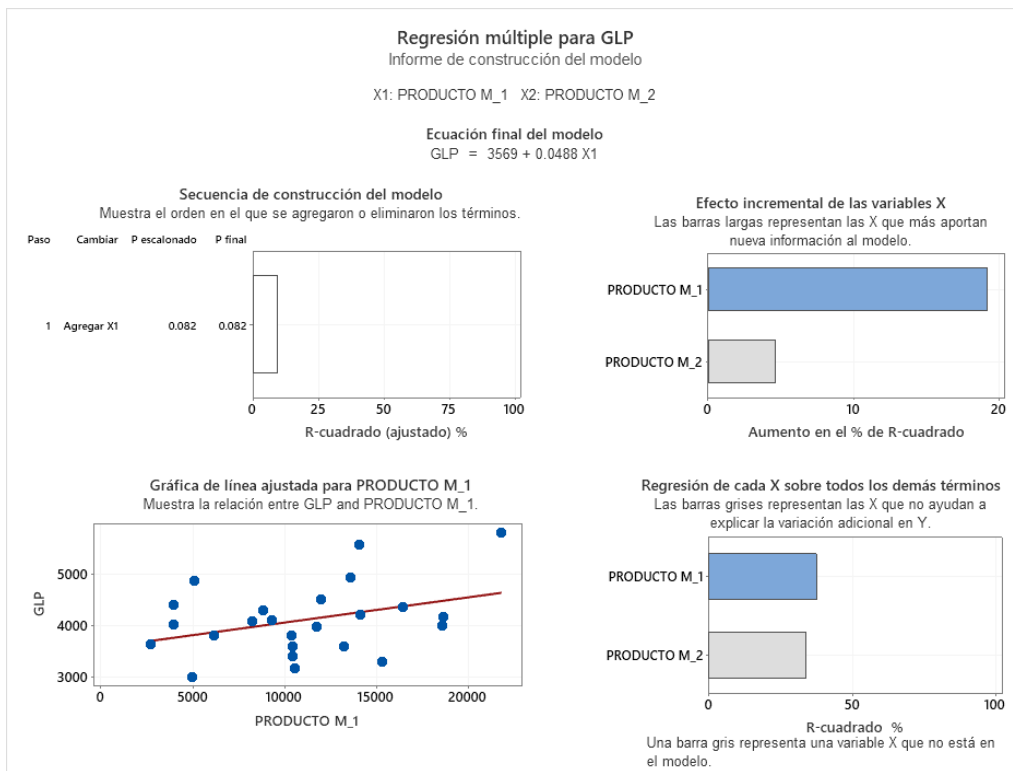 Regresión múltiple para GLP
Informe de construcción del modelo
X1: PRODUCTO M_1 X2: PRODUCTO M_2
Ecuación final del modelo
GLP = 3569 + 0.0488 X1
Secuencia de construcción del modelo
Muestra el orden en el que se agregaron o eliminaron los términos.
Paso Cambiar P escalonado P final
1 Agregar X1 0.082 0.082
0 25 50 75 100
R-cuadrado (ajustado) %
Efecto incremental de las variables X
Las barras largas representan las X que más aportan
nueva información al modelo.
PRODUCTO M_1
PRODUCTO M_2
0 10 20
Aumento en el % de R-cuadrado
Gráfica de línea ajustada para PRODUCTO M_1
Muestra la relación entre GLP and PRODUCTO M_1.
GLP
5000
4000
3000
0 5000 10000 15000 20000
PRODUCTO M_1
Regresión de cada X sobre todos los demás términos
Las barras grises representan las X que no ayudan a
explicar la variación adicional en Y.
PRODUCTO M_1
PRODUCTO M_2
0 50 100
R-cuadrado %
Una barra gris representa una variable X que no está en
el modelo.